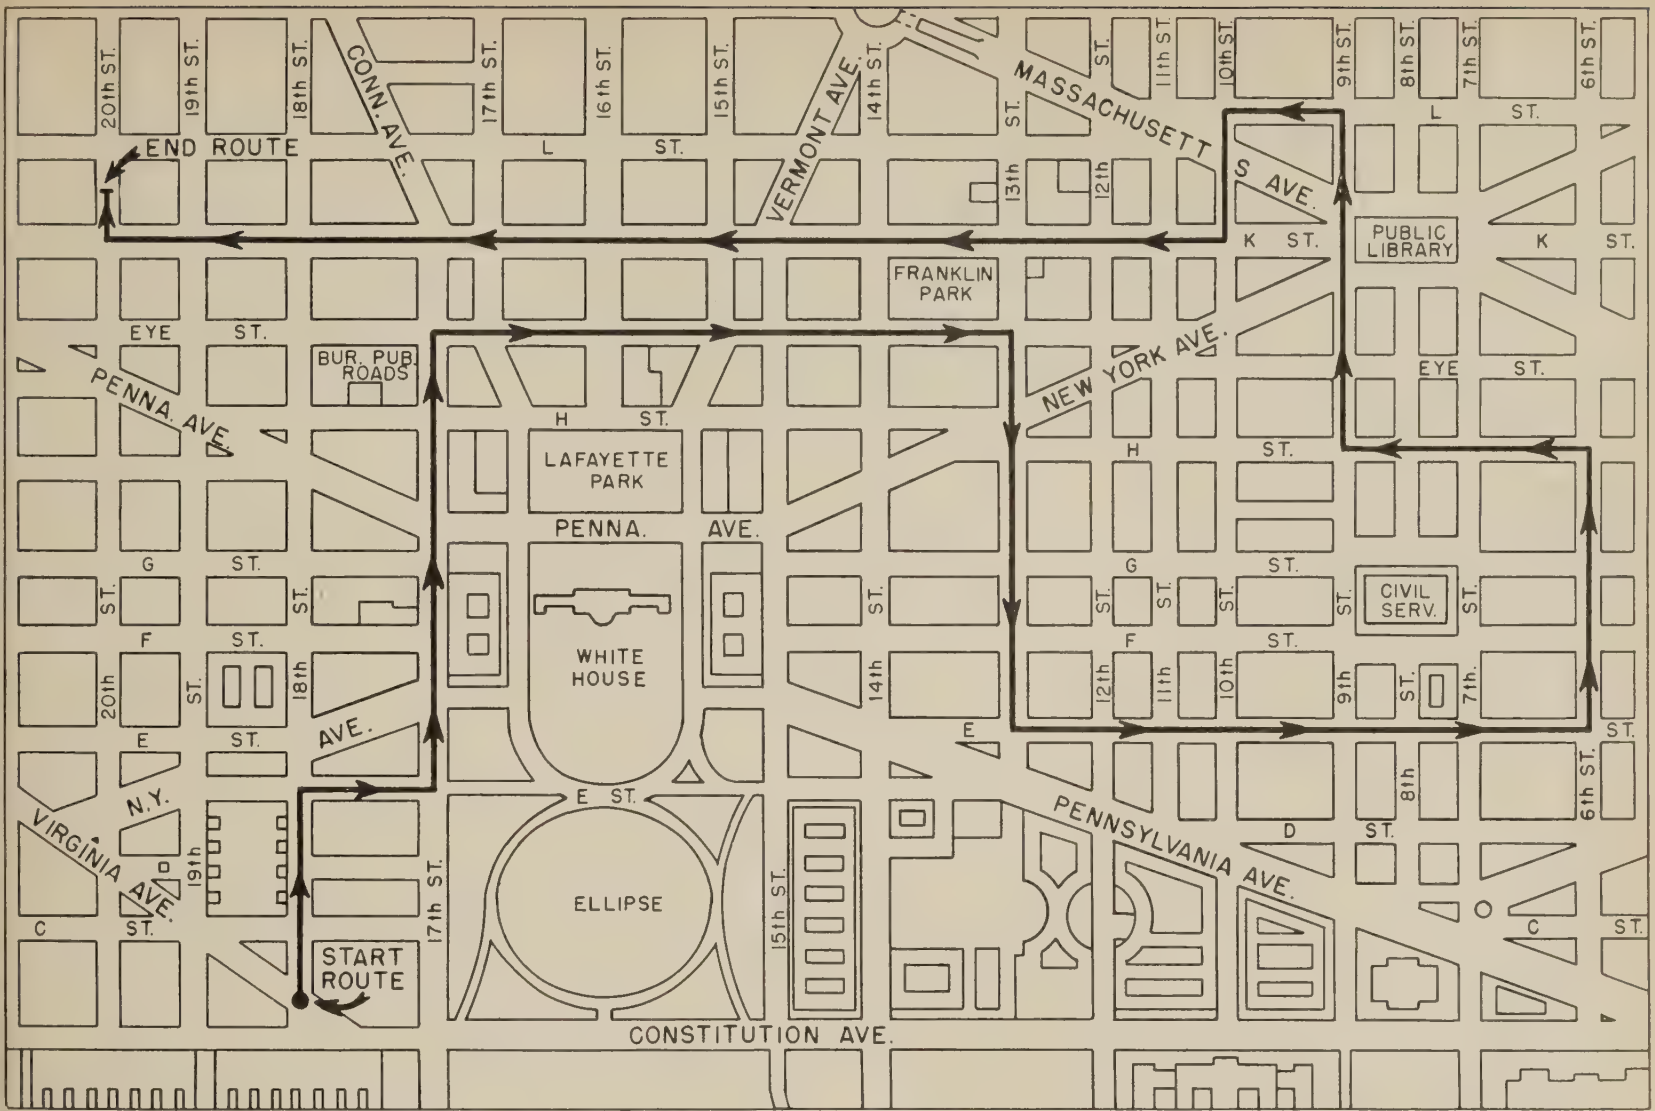 20th ST.
19th ST.
18th ST.
CONN. AVE.
17th ST.
16th ST.
15th ST.
VERMONT AVE.
14th ST.
ST.
13th
MASSACHUSETT
S AVE.
ST.
12th
11th ST.
10th ST.
9th ST.
8th ST.
7th ST.
6th ST.
L ST.
END ROUTE
L ST.
K ST.
PUBLIC
LIBRARY
K ST.
FRANKLIN
PARK
EYE ST.
BUR. PUB.
ROADS
PENNA. AVE.
NEW YORK AVE.
EYE ST.
H ST.
LAFAYETTE
PARK
H ST.
PENNA. AVE.
G ST.
G ST.
ST.
ST.
ST.
ST.
ST.
ST.
ST.
CIVIL
SERV.
ST.
F ST.
F ST.
WHITE
HOUSE
20th
ST.
18th
14th
12th
11th
10th
9th
ST.
7th.
E ST.
AVE.
E
ST.
N.Y.
VIRGINIA AVE.
19th
E ST.
PENNSYLVANIA AVE.
8th
6th ST.
D ST.
17th ST.
ELLIPSE
15th ST.
C ST.
C ST.
START
ROUTE
CONSTITUTION AVE.